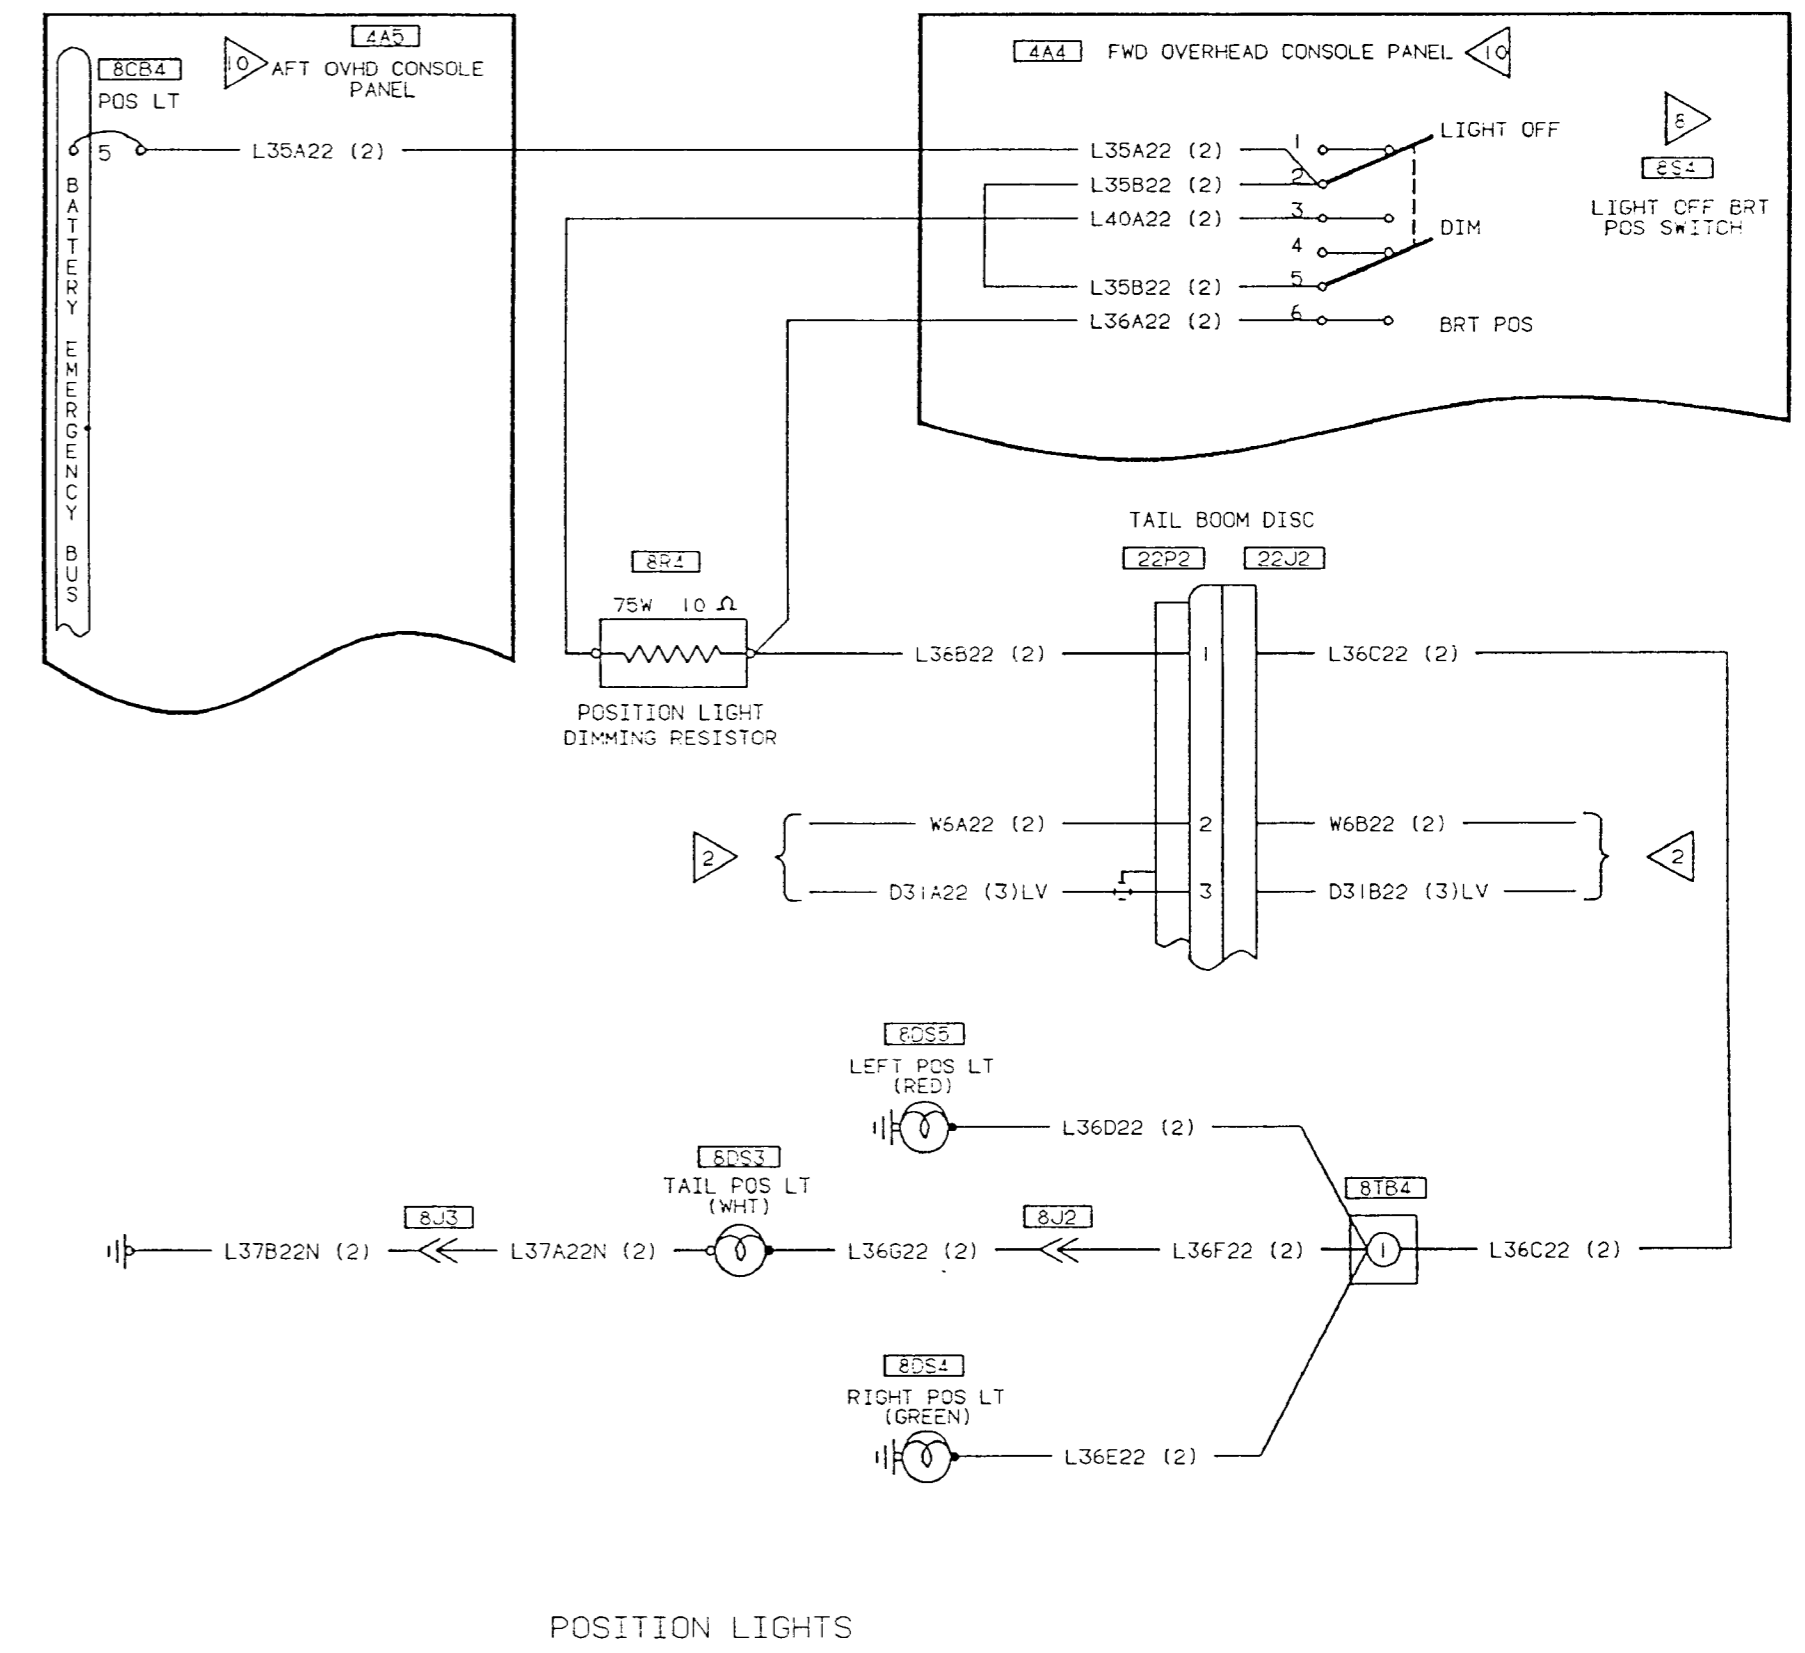 4A5
10
AFT OVHD CONSOLE
PANEL
8CB4
POS LT
5
L35A22 (2)
BATTERY EMERGENCY BUS
4A4
FWD OVERHEAD CONSOLE PANEL
10
8
8S4
LIGHT OFF BRT
POS SWITCH
L35A22 (2) 1
LIGHT OFF
L35B22 (2) 2
L40A22 (2) 3
DIM
4
L35B22 (2) 5
L36A22 (2) 6
BRT POS
TAIL BOOM DISC
22P2 22J2
8R4
75W 10 Ω
POSITION LIGHT
DIMMING RESISTOR
L36B22 (2) 1 L36C22 (2)
W6A22 (2) 2 W6B22 (2)
2
2
D31A22 (3)LV 3 D31B22 (3)LV
8DS5
LEFT POS LT
(RED)
L36D22 (2)
8DS3
TAIL POS LT
(WHT)
8J3
8J2
8TB4
L37B22N (2) L37A22N (2) L36G22 (2) L36F22 (2) 1 L36C22 (2)
8DS4
RIGHT POS LT
(GREEN)
L36E22 (2)
POSITION LIGHTS